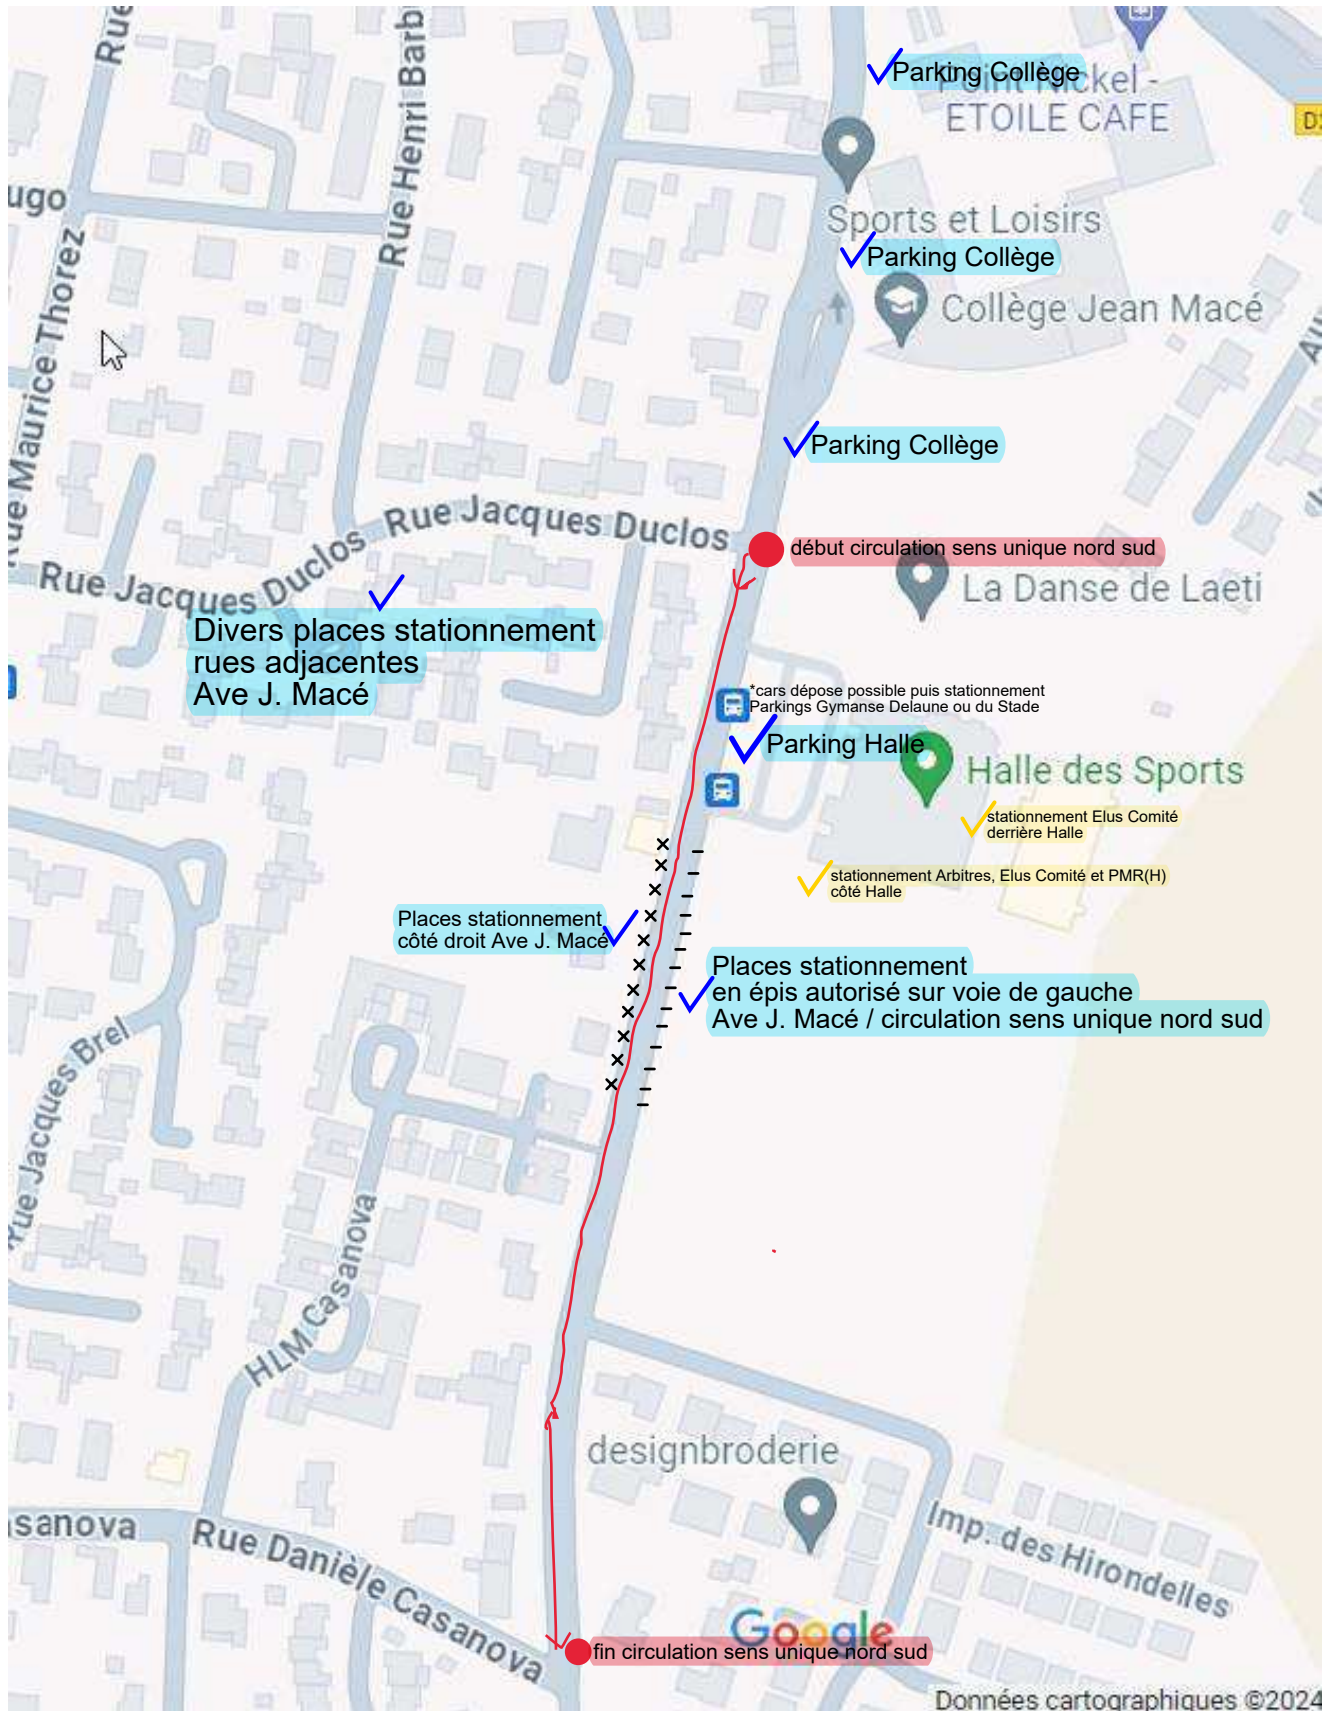 Rue
Rue Henri Barb
Parking Collège
Point Nickel -
ETOILE CAFE
ugo
Sports et Loisirs
Parking Collège
Collège Jean Macé
Rue Maurice Thorez
Parking Collège
Rue Jacques Duclos
début circulation sens unique nord sud
Rue Jacques Duclos
La Danse de Laeti
Divers places stationnement
rues adjacentes
Ave J. Macé
*cars dépose possible puis stationnement
Parkings Gymanse Delaune ou du Stade
Parking Halle
Halle des Sports
stationnement Elus Comité
derrière Halle
stationnement Arbitres, Elus Comité et PMR(H)
côté Halle
Places stationnement
côté droit Ave J. Macé
Places stationnement
en épis autorisé sur voie de gauche
Ave J. Macé / circulation sens unique nord sud
Rue Jacques Brel
HLM Casanova
designbroderie
sanova
Rue Danièle Casanova
Imp. des Hirondelles
Google
fin circulation sens unique nord sud
Données cartographiques ©2024